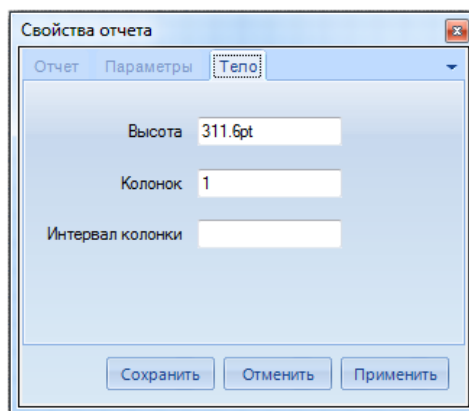 Свойства отчета
Отчет Параметры Тело
Высота 311.6pt
Колонок 1
Интервал колонки
Сохранить Отменить Применить